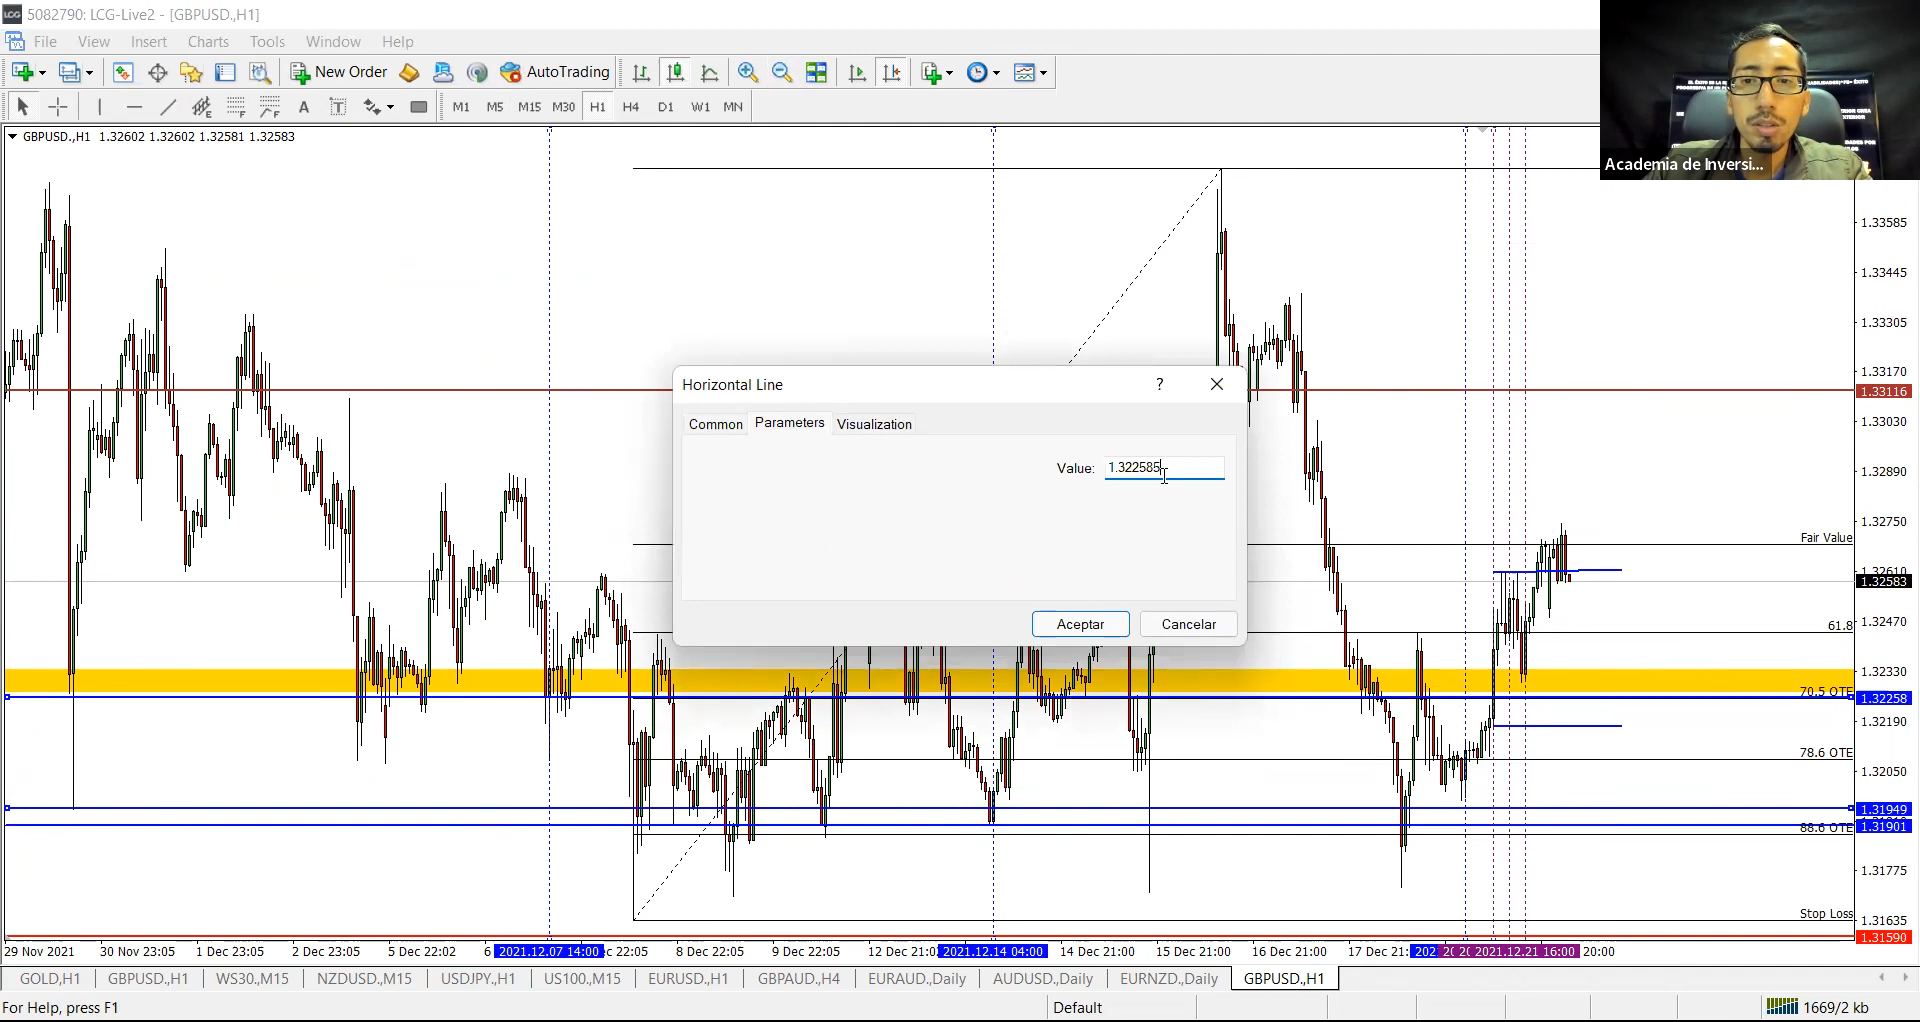 5082790: LCG-Live2 - [GBPUSD.,H1]
File View Insert Charts Tools Window Help
New Order AutoTrading
M1 M5 M15 M30 H1 H4 D1 W1 MN
GBPUSD.,H1 1.32602 1.32602 1.32581 1.32583
Academia de Inversi...
1.33585
1.33445
1.33305
1.33170
1.33116
1.33030
1.32890
1.32750
Fair Value
1.32610
1.32583
1.32470
61.8
1.32330
70.5 OTE
1.32258
1.32190
78.6 OTE
1.32050
1.31949
1.31901
88.6 OTE
1.31775
Stop Loss
1.31635
1.31590
Horizontal Line
Common Parameters Visualization
Value: 1.322585
Aceptar Cancelar
29 Nov 2021 30 Nov 23:05 1 Dec 23:05 2 Dec 23:05 5 Dec 22:02 6 2021.12.07 14:00 c 22:05 8 Dec 22:05 9 Dec 22:05 12 Dec 21:0 2021.12.14 04:00 14 Dec 21:00 15 Dec 21:00 16 Dec 21:00 17 Dec 21: 202 20 20 2021.12.21 16:00 20:00
GOLD,H1 GBPUSD.,H1 WS30.,M15 NZDUSD.,M15 USDJPY.,H1 US100.,M15 EURUSD.,H1 GBPAUD.,H4 EURAUD.,Daily AUDUSD.,Daily EURNZD.,Daily GBPUSD.,H1
For Help, press F1 Default 1669/2 kb